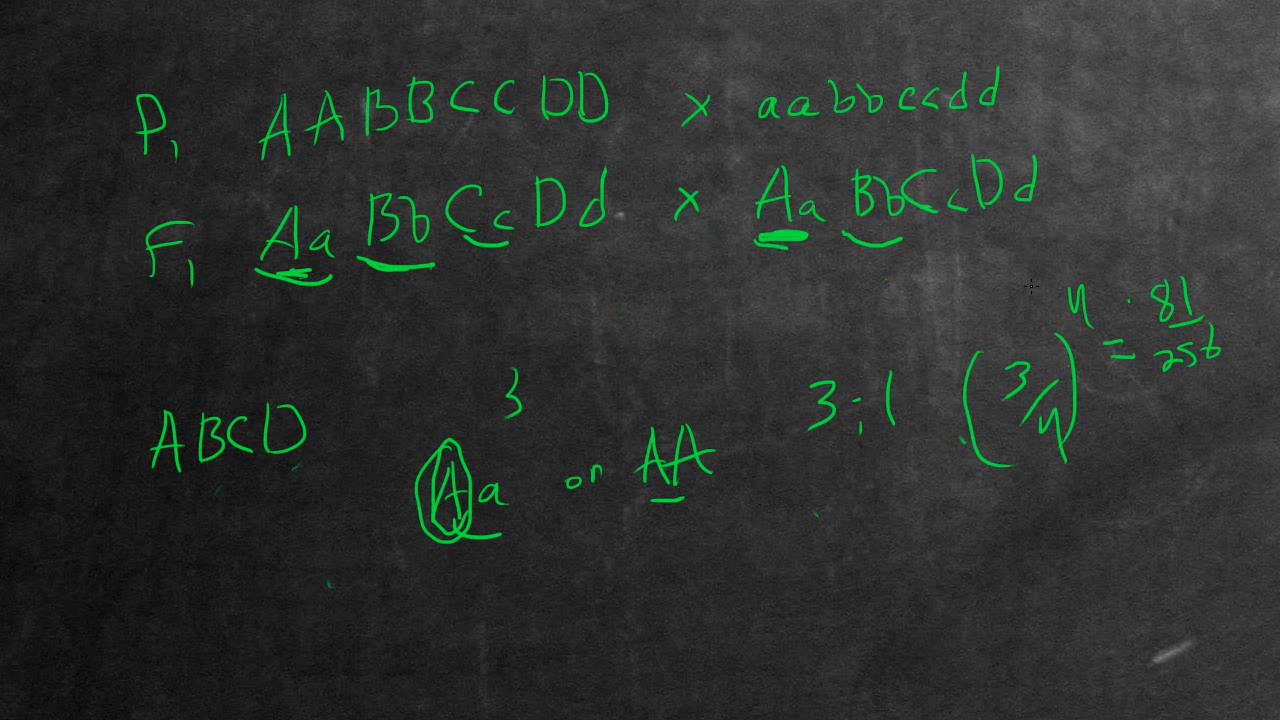 P₁ AABBCCDD x aabbccdd
F₁ AaBbCcDd x AaBbCcDd
ABCD 3 Aa or AA 3:1 (3/4)⁴ = 81/256